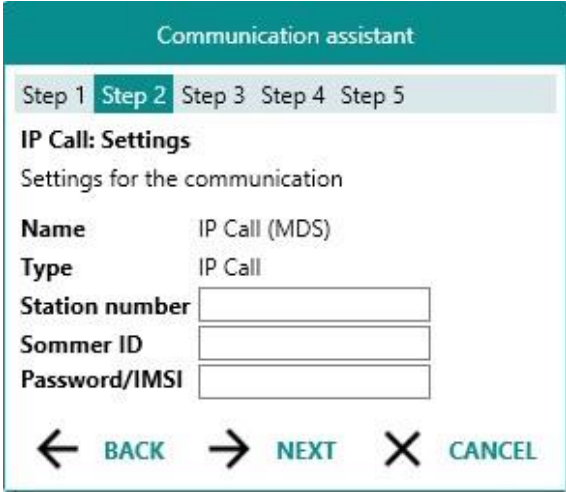 Communication assistant
Step 1 Step 2 Step 3 Step 4 Step 5
IP Call: Settings
Settings for the communication
Name IP Call (MDS)
Type IP Call
Station number
Sommer ID
Password/IMSI
BACK NEXT CANCEL